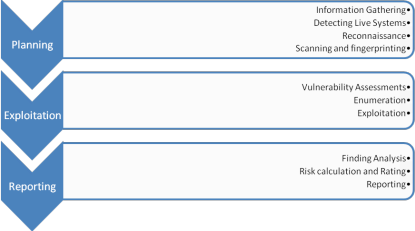 Planning
Information Gathering•
Detecting Live Systems•
Reconnaissance•
Scanning and fingerprinting•
Exploitation
Vulnerability Assessments•
Enumeration•
Exploitation•
Reporting
Finding Analysis•
Risk calculation and Rating•
Reporting•